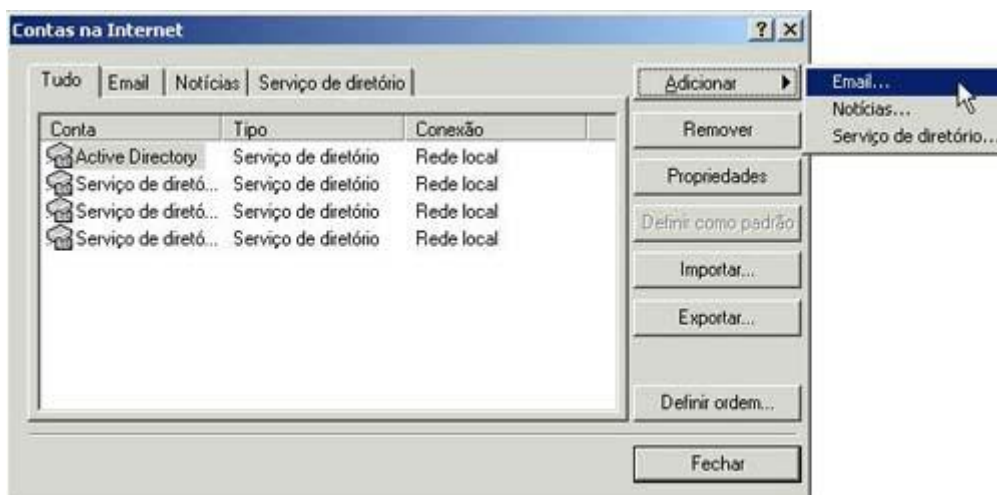 Contas na Internet
Tudo Email Notícias Serviço de diretório
Conta Tipo Conexão
Active Directory Serviço de diretório Rede local
Serviço de diretó... Serviço de diretório Rede local
Serviço de diretó... Serviço de diretório Rede local
Serviço de diretó... Serviço de diretório Rede local
Adicionar
Remover
Propriedades
Definir como padrão
Importar...
Exportar...
Definir ordem...
Fechar
Email...
Notícias...
Serviço de diretório...